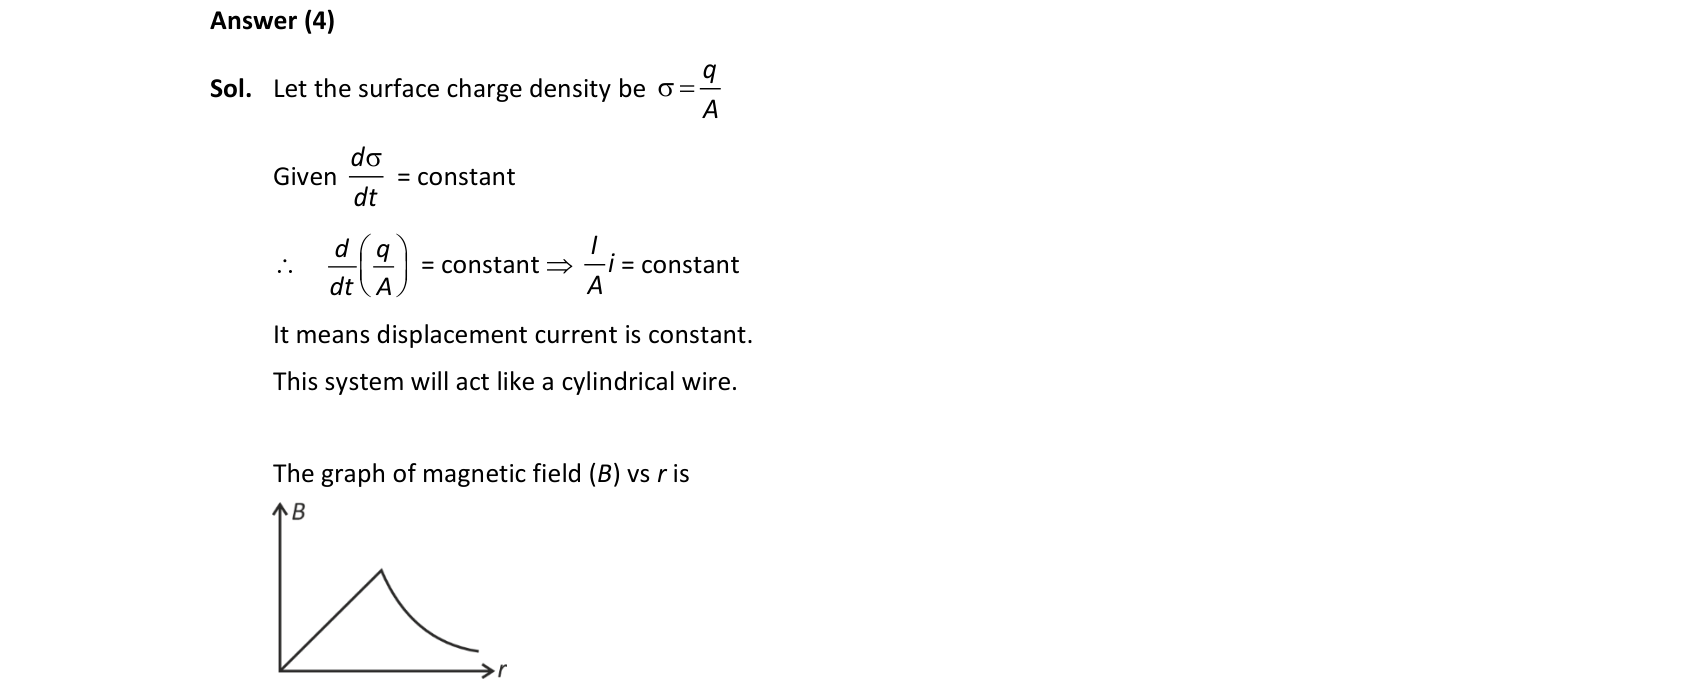 Answer (4)
Sol. Let the surface charge density be σ = q/A
Given dσ/dt = constant
∴ d/dt (q/A) = constant ⇒ I/A i = constant
It means displacement current is constant.
This system will act like a cylindrical wire.
The graph of magnetic field (B) vs r is
B
r